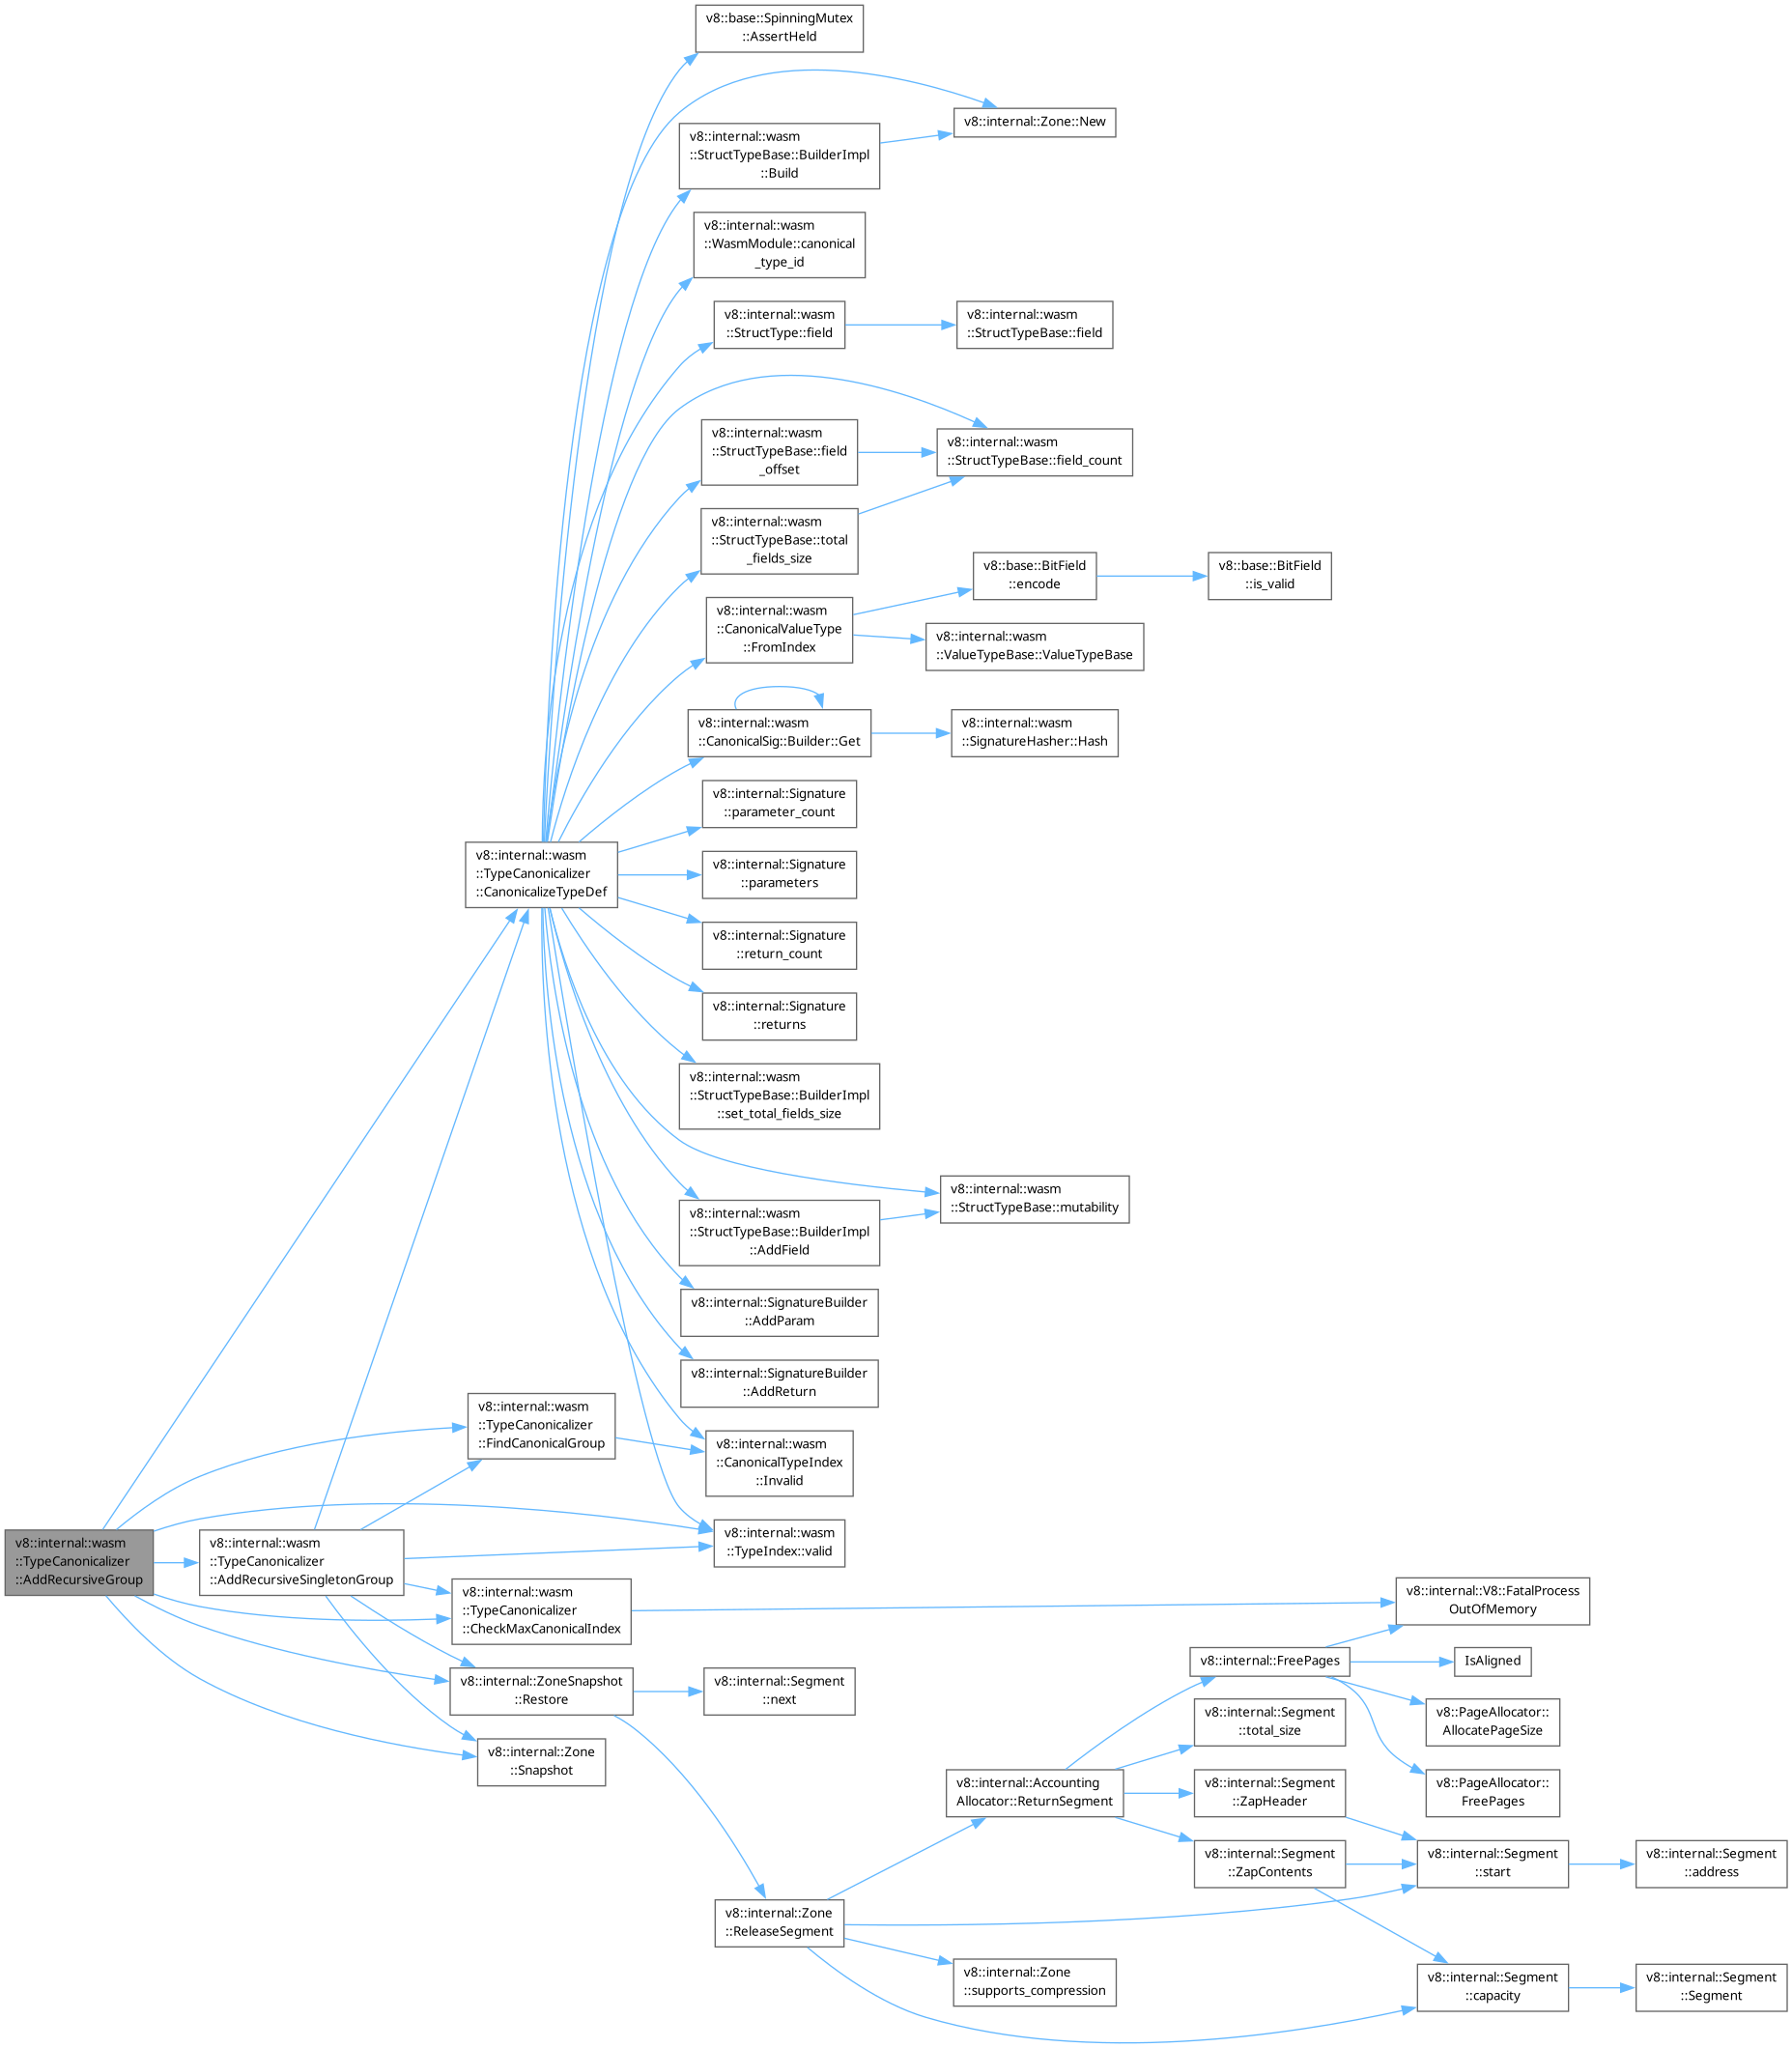 v8::base::SpinningMutex
::AssertHeld
v8::internal::Zone::New
v8::internal::wasm
::StructTypeBase::BuilderImpl
::Build
v8::internal::wasm
::WasmModule::canonical
_type_id
v8::internal::wasm
::StructType::field
v8::internal::wasm
::StructTypeBase::field
v8::internal::wasm
::StructTypeBase::field
_offset
v8::internal::wasm
::StructTypeBase::field_count
v8::internal::wasm
::StructTypeBase::total
_fields_size
v8::base::BitField
::encode
v8::base::BitField
::is_valid
v8::internal::wasm
::CanonicalValueType
::FromIndex
v8::internal::wasm
::ValueTypeBase::ValueTypeBase
v8::internal::wasm
::CanonicalSig::Builder::Get
v8::internal::wasm
::SignatureHasher::Hash
v8::internal::Signature
::parameter_count
v8::internal::wasm
::TypeCanonicalizer
::CanonicalizeTypeDef
v8::internal::Signature
::parameters
v8::internal::Signature
::return_count
v8::internal::Signature
::returns
v8::internal::wasm
::StructTypeBase::BuilderImpl
::set_total_fields_size
v8::internal::wasm
::StructTypeBase::mutability
v8::internal::wasm
::StructTypeBase::BuilderImpl
::AddField
v8::internal::SignatureBuilder
::AddParam
v8::internal::SignatureBuilder
::AddReturn
v8::internal::wasm
::TypeCanonicalizer
::FindCanonicalGroup
v8::internal::wasm
::CanonicalTypeIndex
::Invalid
v8::internal::wasm
::TypeCanonicalizer
::AddRecursiveGroup
v8::internal::wasm
::TypeCanonicalizer
::AddRecursiveSingletonGroup
v8::internal::wasm
::TypeIndex::valid
v8::internal::wasm
::TypeCanonicalizer
::CheckMaxCanonicalIndex
v8::internal::V8::FatalProcess
OutOfMemory
v8::internal::FreePages
IsAligned
v8::internal::ZoneSnapshot
::Restore
v8::internal::Segment
::next
v8::internal::Segment
::total_size
v8::PageAllocator::
AllocatePageSize
v8::internal::Zone
::Snapshot
v8::internal::Accounting
Allocator::ReturnSegment
v8::internal::Segment
::ZapHeader
v8::PageAllocator::
FreePages
v8::internal::Segment
::ZapContents
v8::internal::Segment
::start
v8::internal::Segment
::address
v8::internal::Zone
::ReleaseSegment
v8::internal::Zone
::supports_compression
v8::internal::Segment
::capacity
v8::internal::Segment
::Segment